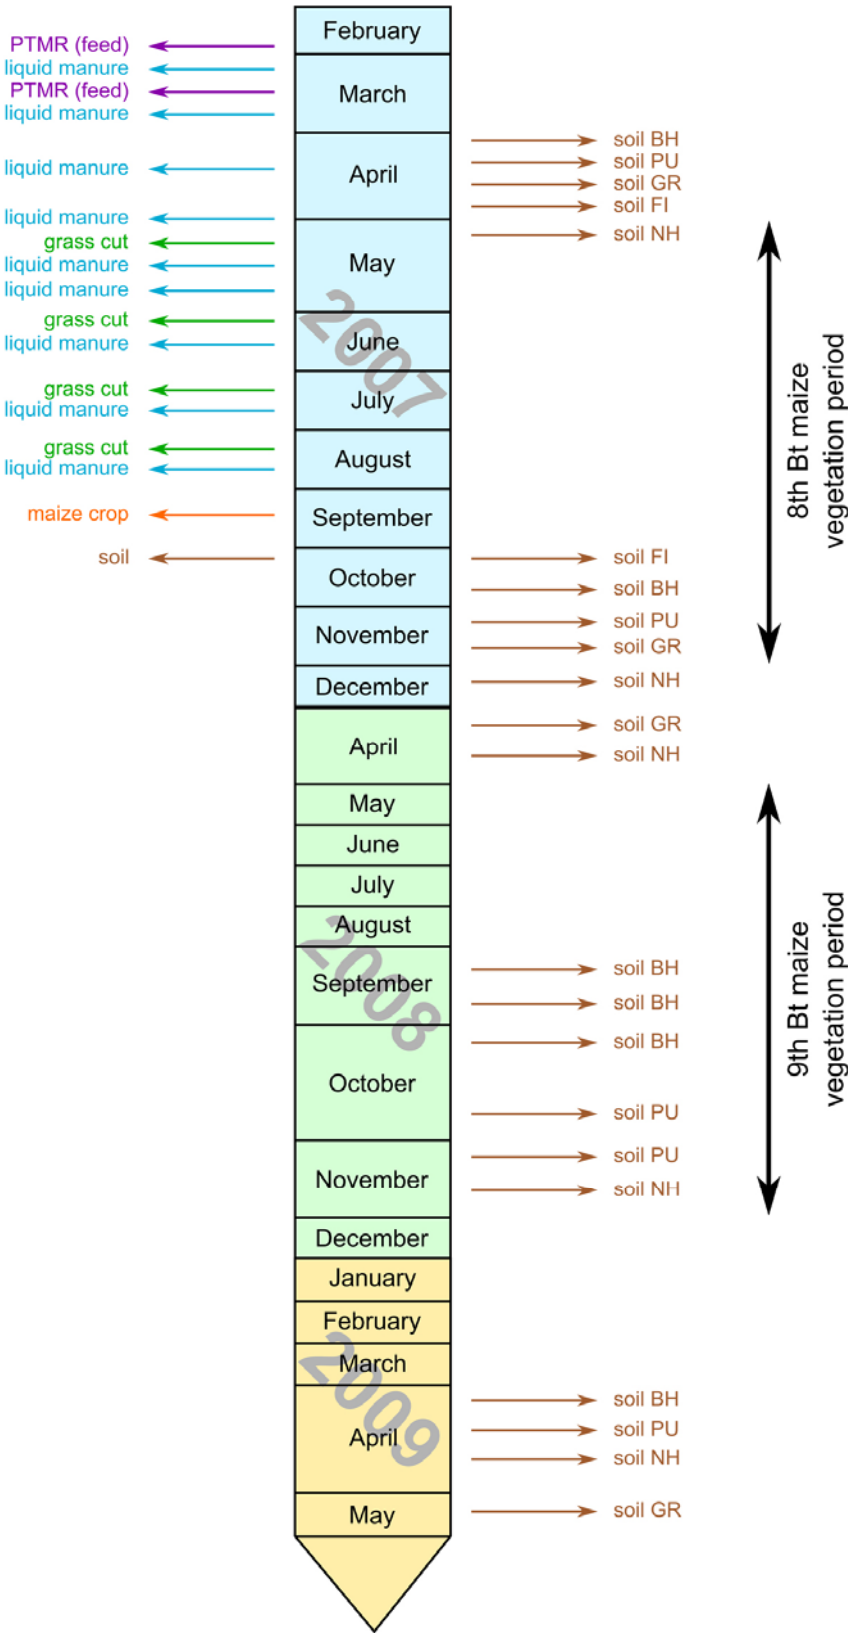 February
PTMR (feed)
liquid manure
PTMR (feed)
March
liquid manure
soil BH
soil PU
liquid manure
April
soil GR
soil FI
liquid manure
soil NH
grass cut
May
liquid manure
liquid manure
grass cut
June
liquid manure
2007
grass cut
July
liquid manure
grass cut
August
liquid manure
8th Bt maize
vegetation period
maize crop
September
soil
soil FI
October
soil BH
soil PU
November
soil GR
soil NH
December
soil GR
April
soil NH
May
June
July
August
2008
soil BH
September
soil BH
9th Bt maize
vegetation period
soil BH
October
soil PU
soil PU
November
soil NH
December
January
February
March
2009
soil BH
soil PU
April
soil NH
soil GR
May